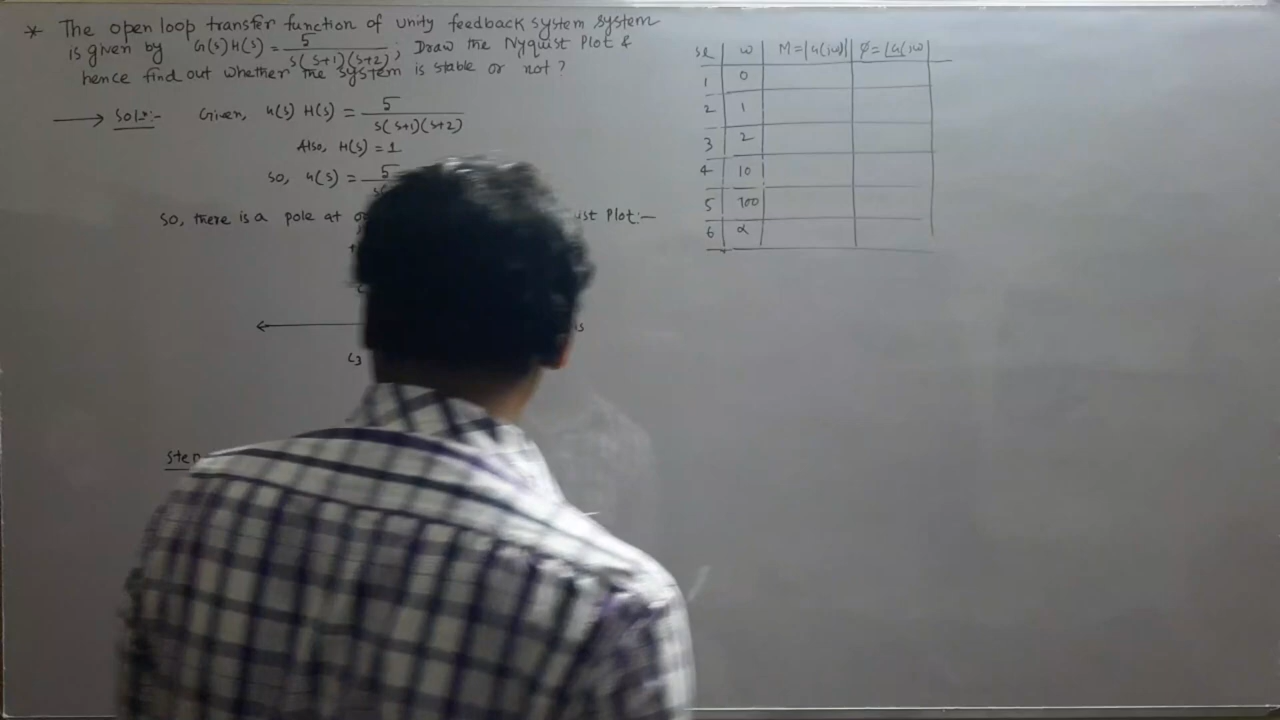 * The open loop transfer function of unity feedback system system
is given by G(s)H(s) = 5 / s(s+1)(s+2) ; Draw the Nyquist Plot &
hence find out whether the system is stable or not ?
→ Sol:- Given, G(s) H(s) = 5 / s(s+1)(s+2)
Also, H(s) = 1
so, G(s) = 5
so, there is a pole at
Plot:-
C3
Step
SL | ω | M=|G(jω)| | φ=∠G(jω
1 | 0
2 | 1
3 | 2
4 | 10
5 | 100
6 | α